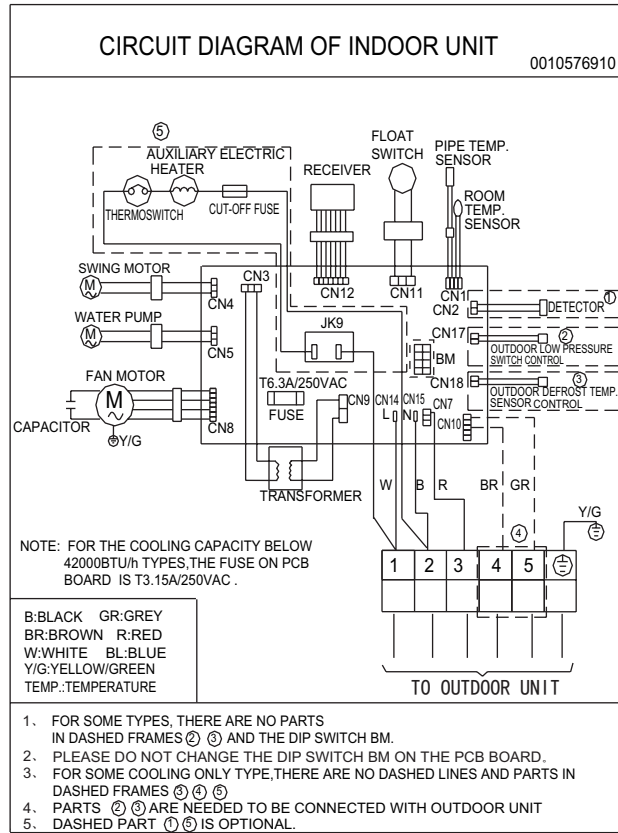 CIRCUIT DIAGRAM OF INDOOR UNIT
0010576910
⑤
AUXILIARY ELECTRIC
HEATER
THERMOSWITCH
CUT-OFF FUSE
RECEIVER
FLOAT
SWITCH
PIPE TEMP.
SENSOR
ROOM
TEMP.
SENSOR
SWING MOTOR
M
CN4
CN3
CN12
CN11
CN1
CN2
DETECTOR
①
WATER PUMP
M
CN5
JK9
BM
CN17
②
OUTDOOR LOW PRESSURE
SWITCH CONTROL
CN18
③
OUTDOOR DEFROST TEMP.
SENSOR CONTROL
FAN MOTOR
M
CAPACITOR
Y/G
CN8
T6.3A/250VAC
FUSE
CN9
CN14
L
CN15
N
CN7
CN10
TRANSFORMER
W
B
R
BR
GR
Y/G
④
1 2 3 4 5
TO OUTDOOR UNIT
NOTE: FOR THE COOLING CAPACITY BELOW
42000BTU/h TYPES,THE FUSE ON PCB
BOARD IS T3.15A/250VAC .
B:BLACK GR:GREY
BR:BROWN R:RED
W:WHITE BL:BLUE
Y/G:YELLOW/GREEN
TEMP.:TEMPERATURE
1、 FOR SOME TYPES, THERE ARE NO PARTS
IN DASHED FRAMES ② ③ AND THE DIP SWITCH BM.
2、 PLEASE DO NOT CHANGE THE DIP SWITCH BM ON THE PCB BOARD。
3、 FOR SOME COOLING ONLY TYPE,THERE ARE NO DASHED LINES AND PARTS IN
DASHED FRAMES ③ ④ ⑤
4、 PARTS ② ③ ARE NEEDED TO BE CONNECTED WITH OUTDOOR UNIT
5、 DASHED PART ① ⑤ IS OPTIONAL.